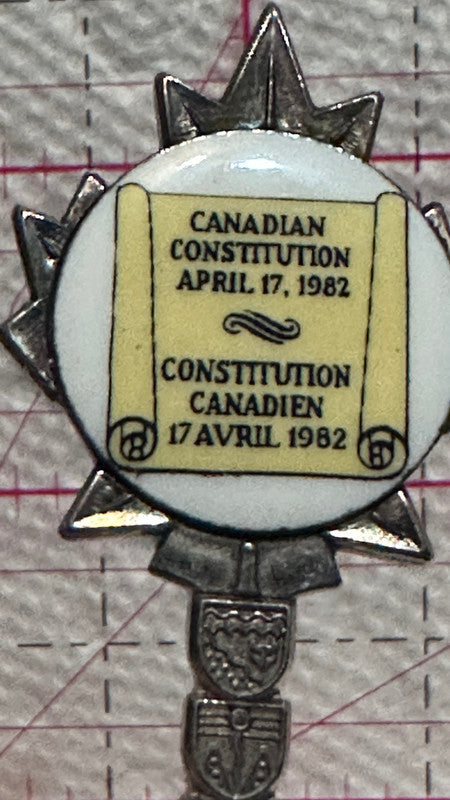 CANADIAN
CONSTITUTION
APRIL 17, 1982
CONSTITUTION
CANADIEN
17 AVRIL 1982